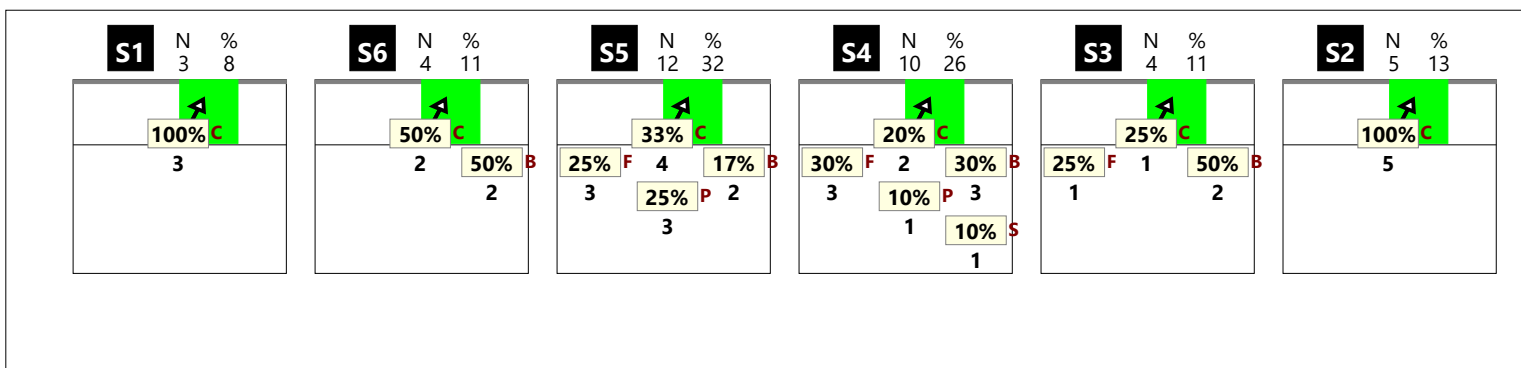 S1 N % 3 8
S6 N % 4 11
S5 N % 12 32
S4 N % 10 26
S3 N % 4 11
S2 N % 5 13
100% C
3
50% C
2
50% B
2
33% C
4
25% F
3
17% B
2
25% P
3
20% C
2
30% F
3
30% B
3
10% P
1
10% S
1
25% C
1
25% F
1
50% B
2
100% C
5